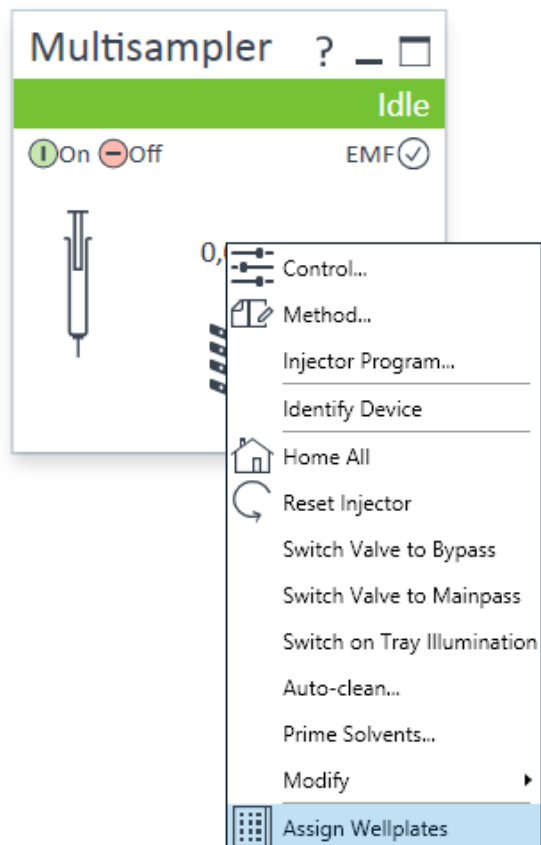 Multisampler ?
Idle
On Off EMF
0,
Control...
Method...
Injector Program...
Identify Device
Home All
Reset Injector
Switch Valve to Bypass
Switch Valve to Mainpass
Switch on Tray Illumination
Auto-clean...
Prime Solvents...
Modify
Assign Wellplates